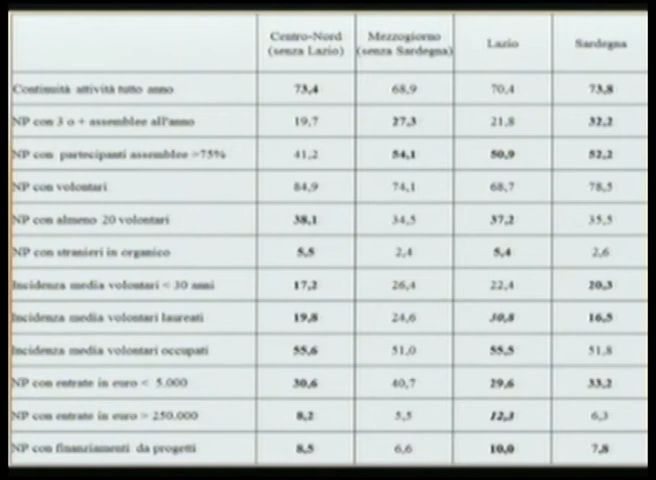 Centro-Nord Mezzogiorno Lazio Sardegna
(senza Lazio) (senza Sardegna)
Continuità attività tutto anno 73,4 68,9 70,4 73,8
NP con 3 o + assemblee all'anno 19,7 27,3 21,8 32,2
NP con partecipanti assemblee >75% 41,2 54,1 50,9 52,2
NP con volontari 84,9 74,1 68,7 78,5
NP con almeno 20 volontari 38,1 34,5 37,2 35,5
NP con stranieri in organico 5,5 2,4 5,4 2,6
Incidenza media volontari < 30 anni 17,2 26,4 22,4 20,3
Incidenza media volontari laureati 19,8 24,6 30,8 16,5
Incidenza media volontari occupati 55,6 51,0 55,5 51,8
NP con entrate in euro < 5.000 30,6 40,7 29,6 33,2
NP con entrate in euro > 250.000 8,2 5,5 12,3 6,3
NP con finanziamenti da progetti 8,5 6,6 10,0 7,8